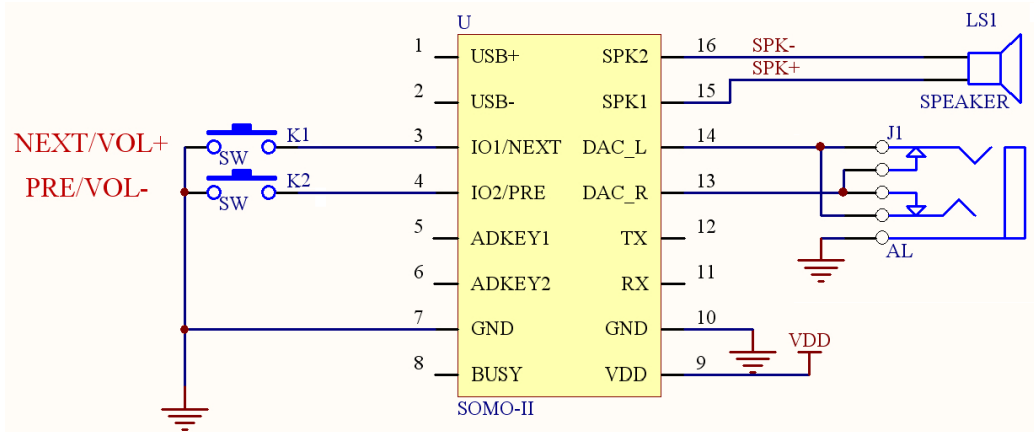 U
LS1
1 USB+ SPK2 16 SPK-
SPK+
2 USB- SPK1 15 SPEAKER
NEXT/VOL+ SW K1 3 IO1/NEXT DAC_L 14 J1
PRE/VOL- SW K2 4 IO2/PRE DAC_R 13
5 ADKEY1 TX 12 AL
6 ADKEY2 RX 11
7 GND GND 10
VDD
8 BUSY VDD 9
SOMO-II